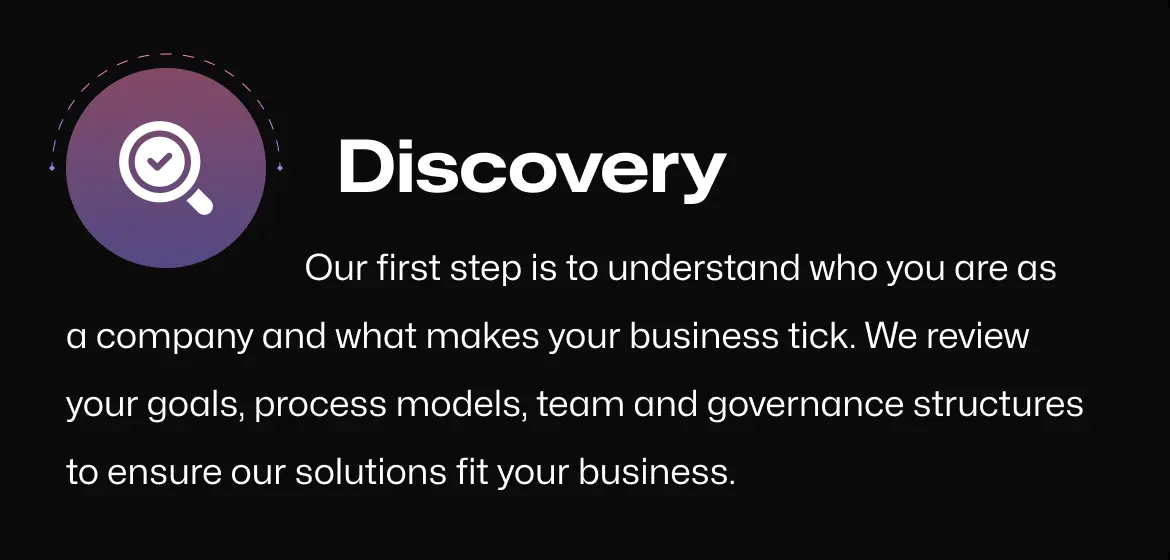 Discovery
Our first step is to understand who you are as
a company and what makes your business tick. We review
your goals, process models, team and governance structures
to ensure our solutions fit your business.